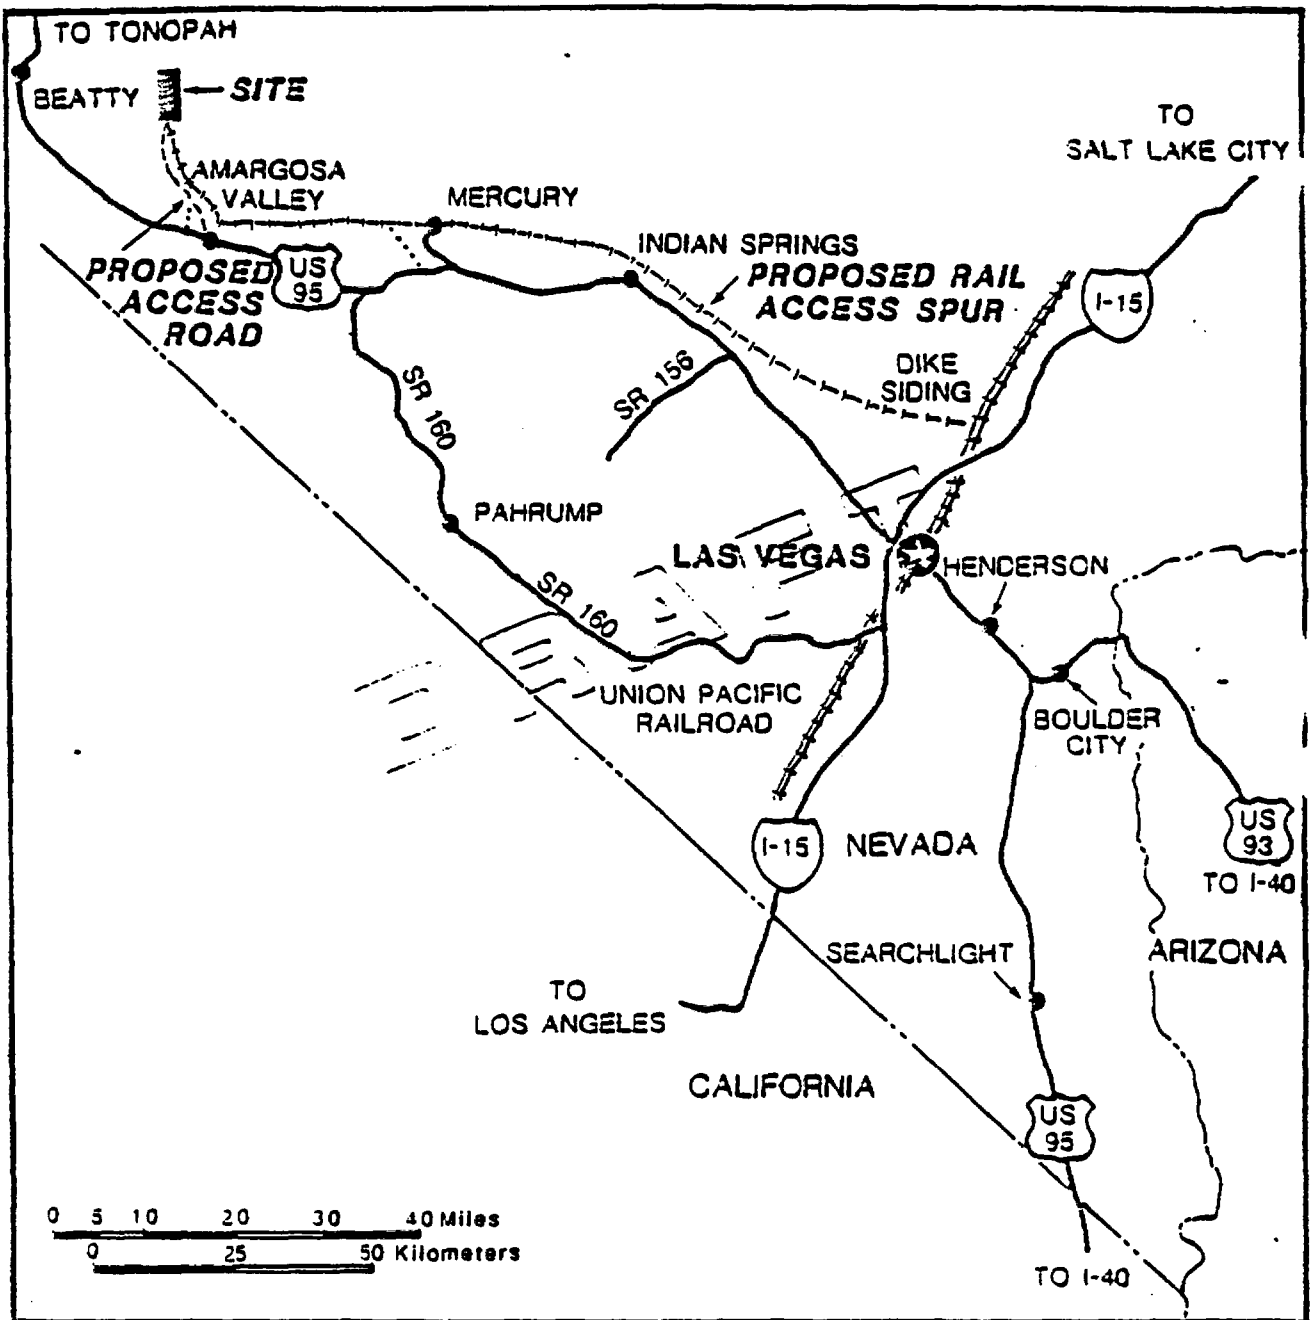 TO TONOPAH
BEATTY
SITE
TO
SALT LAKE CITY
AMARGOSA
VALLEY
MERCURY
INDIAN SPRINGS
PROPOSED
ACCESS
ROAD
US
95
PROPOSED RAIL
ACCESS SPUR
I-15
DIKE
SIDING
SR 156
SR 160
PAHRUMP
LAS VEGAS
HENDERSON
SR 160
UNION PACIFIC
RAILROAD
BOULDER
CITY
I-15
NEVADA
US
93
TO I-40
SEARCHLIGHT
ARIZONA
TO
LOS ANGELES
CALIFORNIA
US
95
0 5 10 20 30 40 Miles
0 25 50 Kilometers
TO I-40